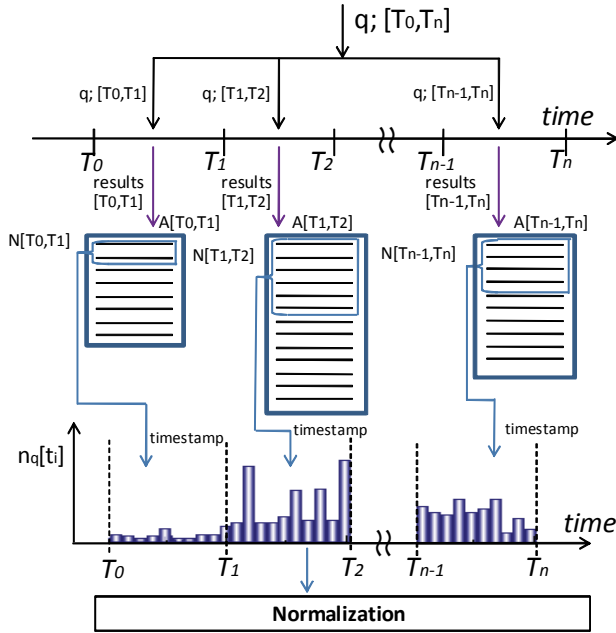 q; [T0,Tn]
q; [T0,T1]
q; [T1,T2]
q; [Tn-1,Tn]
time
T0
T1
T2
Tn-1
Tn
results
[T0,T1]
results
[T1,T2]
results
[Tn-1,Tn]
A[T0,T1]
A[T1,T2]
A[Tn-1,Tn]
N[T0,T1]
N[T1,T2]
N[Tn-1,Tn]
timestamp
timestamp
timestamp
nq[ti]
time
T0
T1
T2
Tn-1
Tn
Normalization